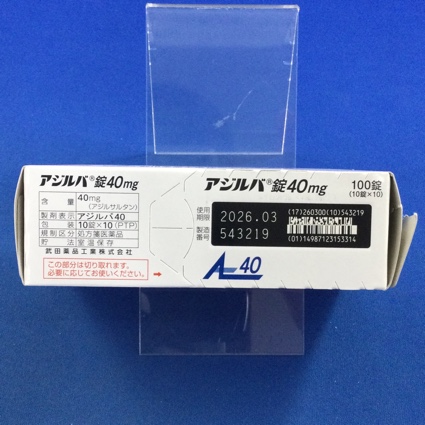 アジルバ®錠40mg
含 量 40mg
(アジルサルタン)
製剤表示 アジルバ40
包 装 10錠×10(PTP)
規制区分 処方箋医薬品
貯 法 室温保存
武田薬品工業株式会社
この部分は切り取れます。
必要に応じてお使いください。
アジルバ®錠40mg 100錠
(10錠×10)
使用
期限 2026.03
製造
番号 543219
(17)260300(10)543219
(01)14987123153314
AL 40